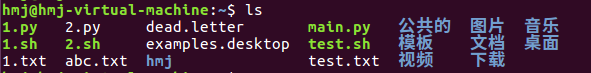 hmj@hmj-virtual-machine:~$ ls
1.py 2.py dead.letter main.py 公共的 图片 音乐
1.sh 2.sh examples.desktop test.sh 模板 文档 桌面
1.txt abc.txt hmj test.txt 视频 下载